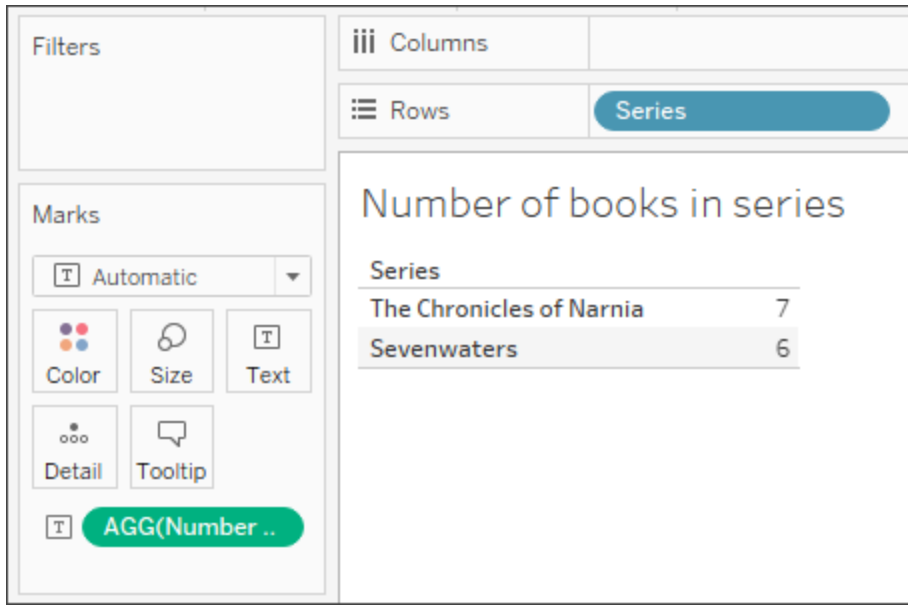 Filters
Columns
Rows
Series
Marks
T Automatic
Color
Size
T
Text
Detail
Tooltip
T AGG(Number ..
Number of books in series
Series
The Chronicles of Narnia 7
Sevenwaters 6